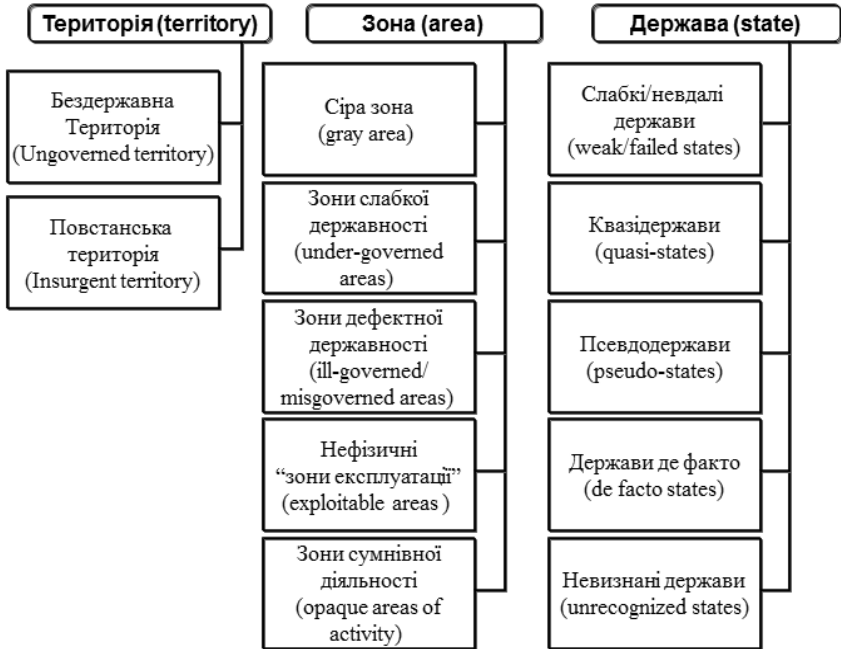 Територія (territory)
Бездержавна
Територія
(Ungoverned territory)
Повстанська
територія
(Insurgent territory)
Зона (area)
Сіра зона
(gray area)
Зони слабкої
державності
(under-governed
areas)
Зони дефектної
державності
(ill-governed/
misgoverned areas)
Нефізичні
“зони експлуатації”
(exploitable areas )
Зони сумнівної
діяльності
(opaque areas of
activity)
Держава (state)
Слабкі/невдалі
держави
(weak/failed states)
Квазідержави
(quasi-states)
Псевдодержави
(pseudo-states)
Держави де факто
(de facto states)
Невизнані держави
(unrecognized states)